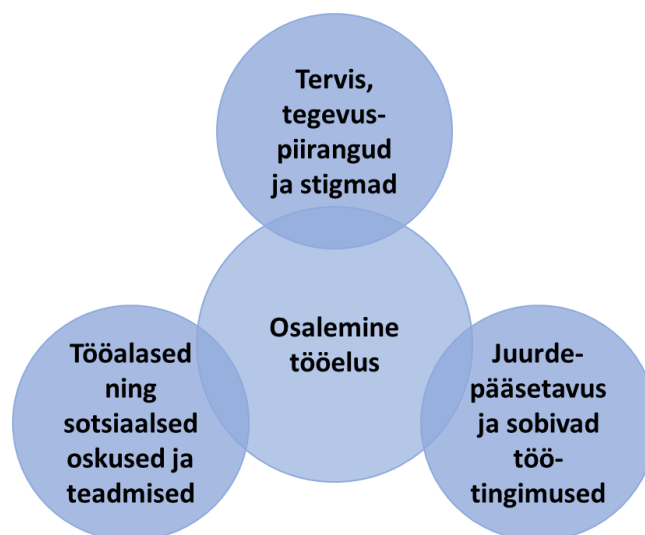 Tervis,
tegevus-
piirangud
ja stigmad
Osalemine
tööelus
Tööalased
ning
sotsiaalsed
oskused ja
teadmised
Juurde-
pääsetavus
ja sobivad
töö-
tingimused